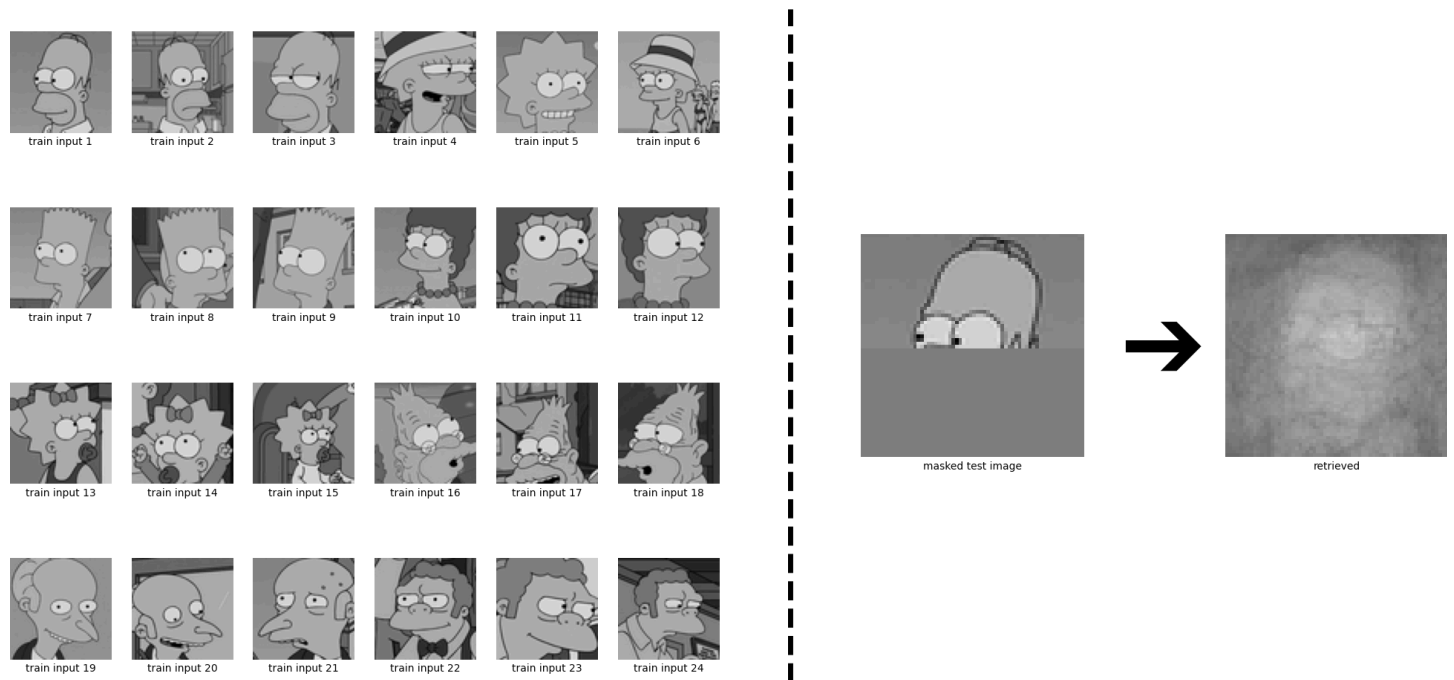 train input 1
train input 2
train input 3
train input 4
train input 5
train input 6
train input 7
train input 8
train input 9
train input 10
train input 11
train input 12
masked test image
retrieved
train input 13
train input 14
train input 15
train input 16
train input 17
train input 18
train input 19
train input 20
train input 21
train input 22
train input 23
train input 24